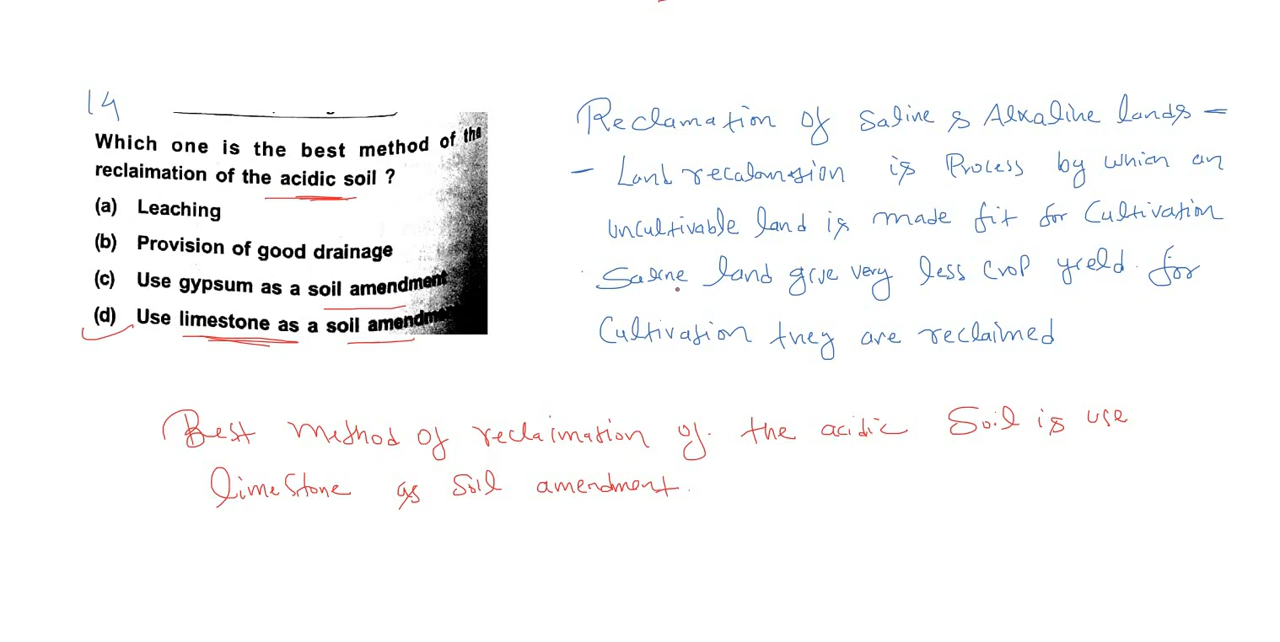 14
Which one is the best method of the
reclaimation of the acidic soil ?
(a) Leaching
(b) Provision of good drainage
(c) Use gypsum as a soil amendment
(d) Use limestone as a soil amendm
Reclamation of Saline & Alkaline lands -
- Land recalamation is Process by which an
uncultivable land is made fit for Cultivation
Saline land give very less crop yield. for
Cultivation they are reclaimed
Best method of reclaimation of the acidic Soil is use
limeStone as Soil amendment.